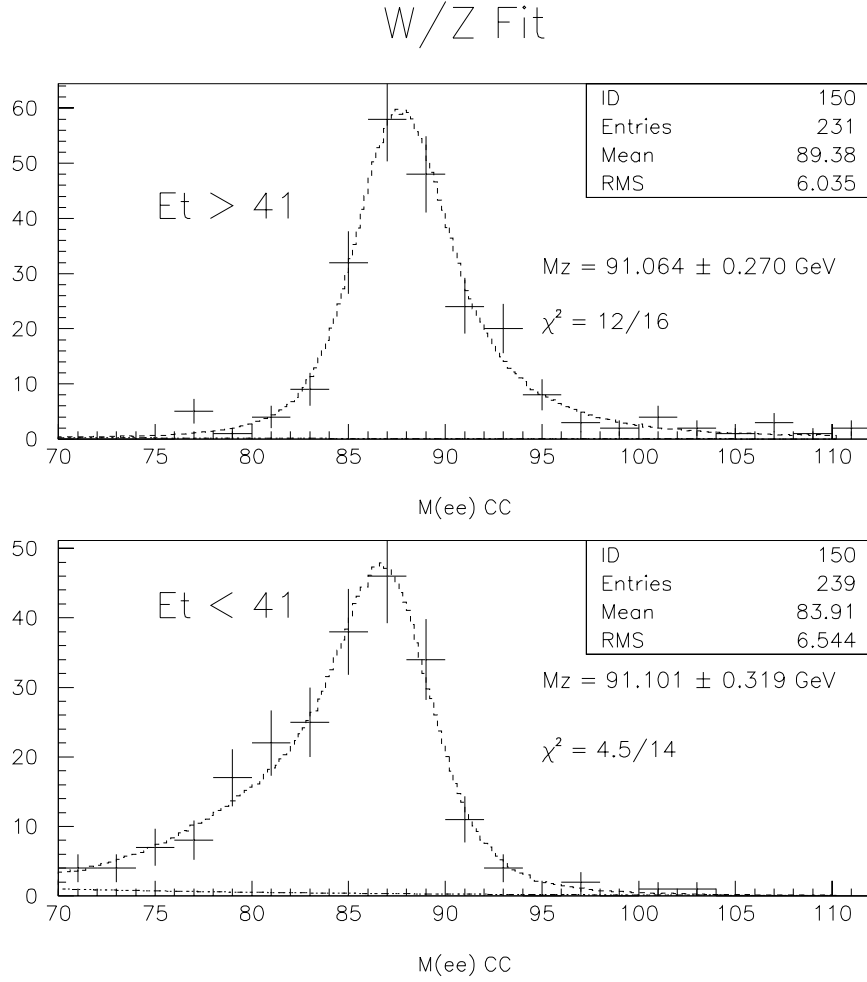 W/Z Fit
60
50
40
30
20
10
0
Et > 41
ID 150
Entries 231
Mean 89.38
RMS 6.035
Mz = 91.064 ± 0.270 GeV
χ² = 12/16
70 75 80 85 90 95 100 105 110
M(ee) CC
50
40
30
20
10
0
Et < 41
ID 150
Entries 239
Mean 83.91
RMS 6.544
Mz = 91.101 ± 0.319 GeV
χ² = 4.5/14
70 75 80 85 90 95 100 105 110
M(ee) CC